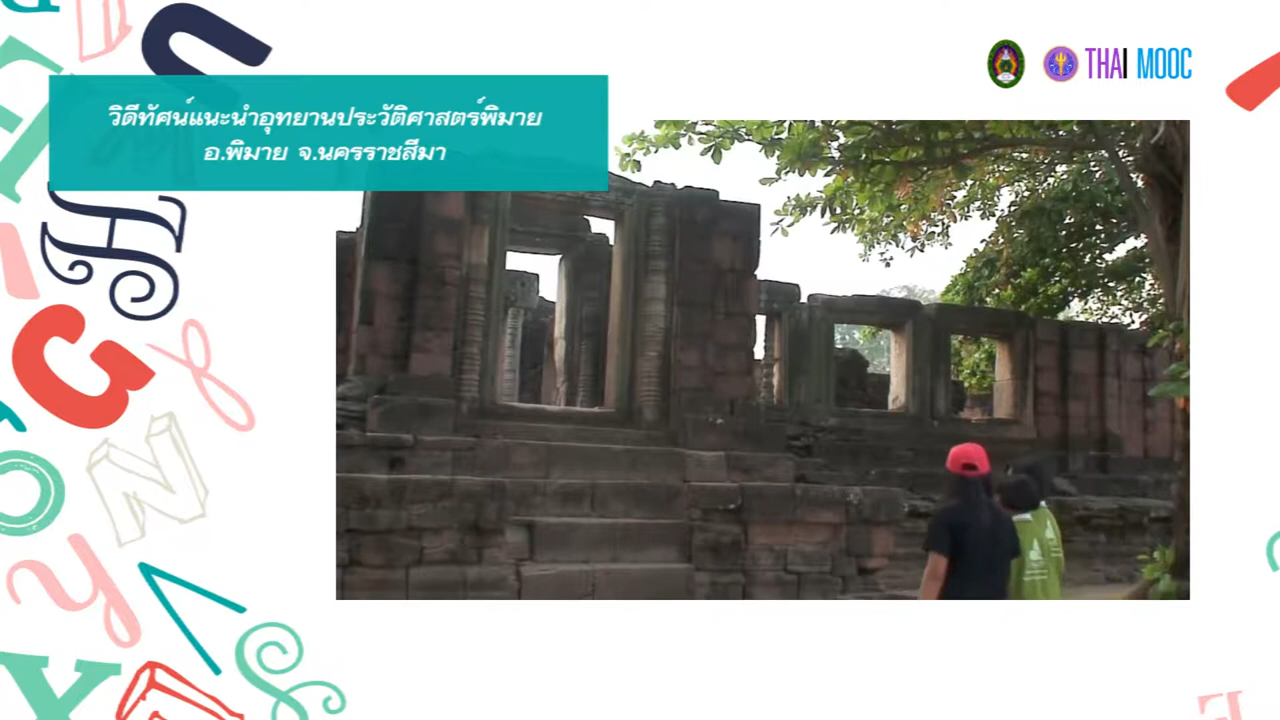 วิดีทัศน์แนะนำอุทยานประวัติศาสตร์พิมาย
อ.พิมาย จ.นครราชสีมา
THAI MOOC